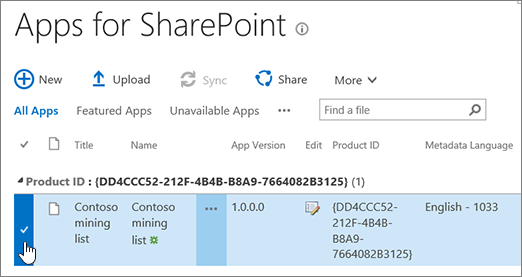 Apps for SharePoint
New Upload Sync Share More
All Apps Featured Apps Unavailable Apps ... Find a file
Title Name App Version Edit Product ID Metadata Language
Product ID : {DD4CCC52-212F-4B4B-B8A9-7664082B3125} (1)
Contoso Contoso ... 1.0.0.0 {DD4CCC52- English - 1033
mining mining 212F-4B4B-
list list B8A9-
7664082B3125}